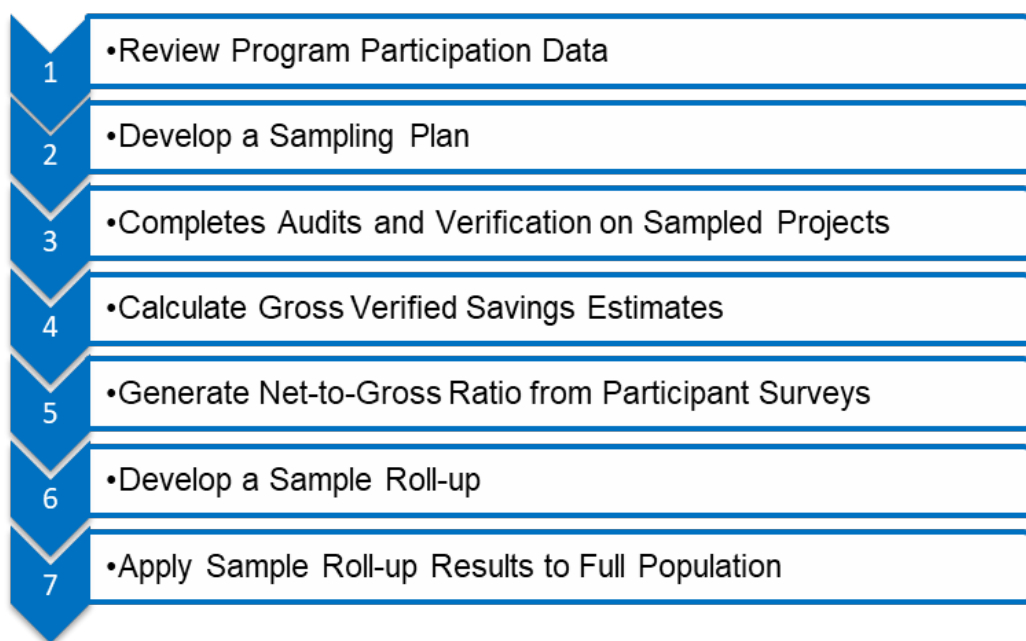 1
•Review Program Participation Data
2
•Develop a Sampling Plan
3
•Completes Audits and Verification on Sampled Projects
4
•Calculate Gross Verified Savings Estimates
5
•Generate Net-to-Gross Ratio from Participant Surveys
6
•Develop a Sample Roll-up
7
•Apply Sample Roll-up Results to Full Population